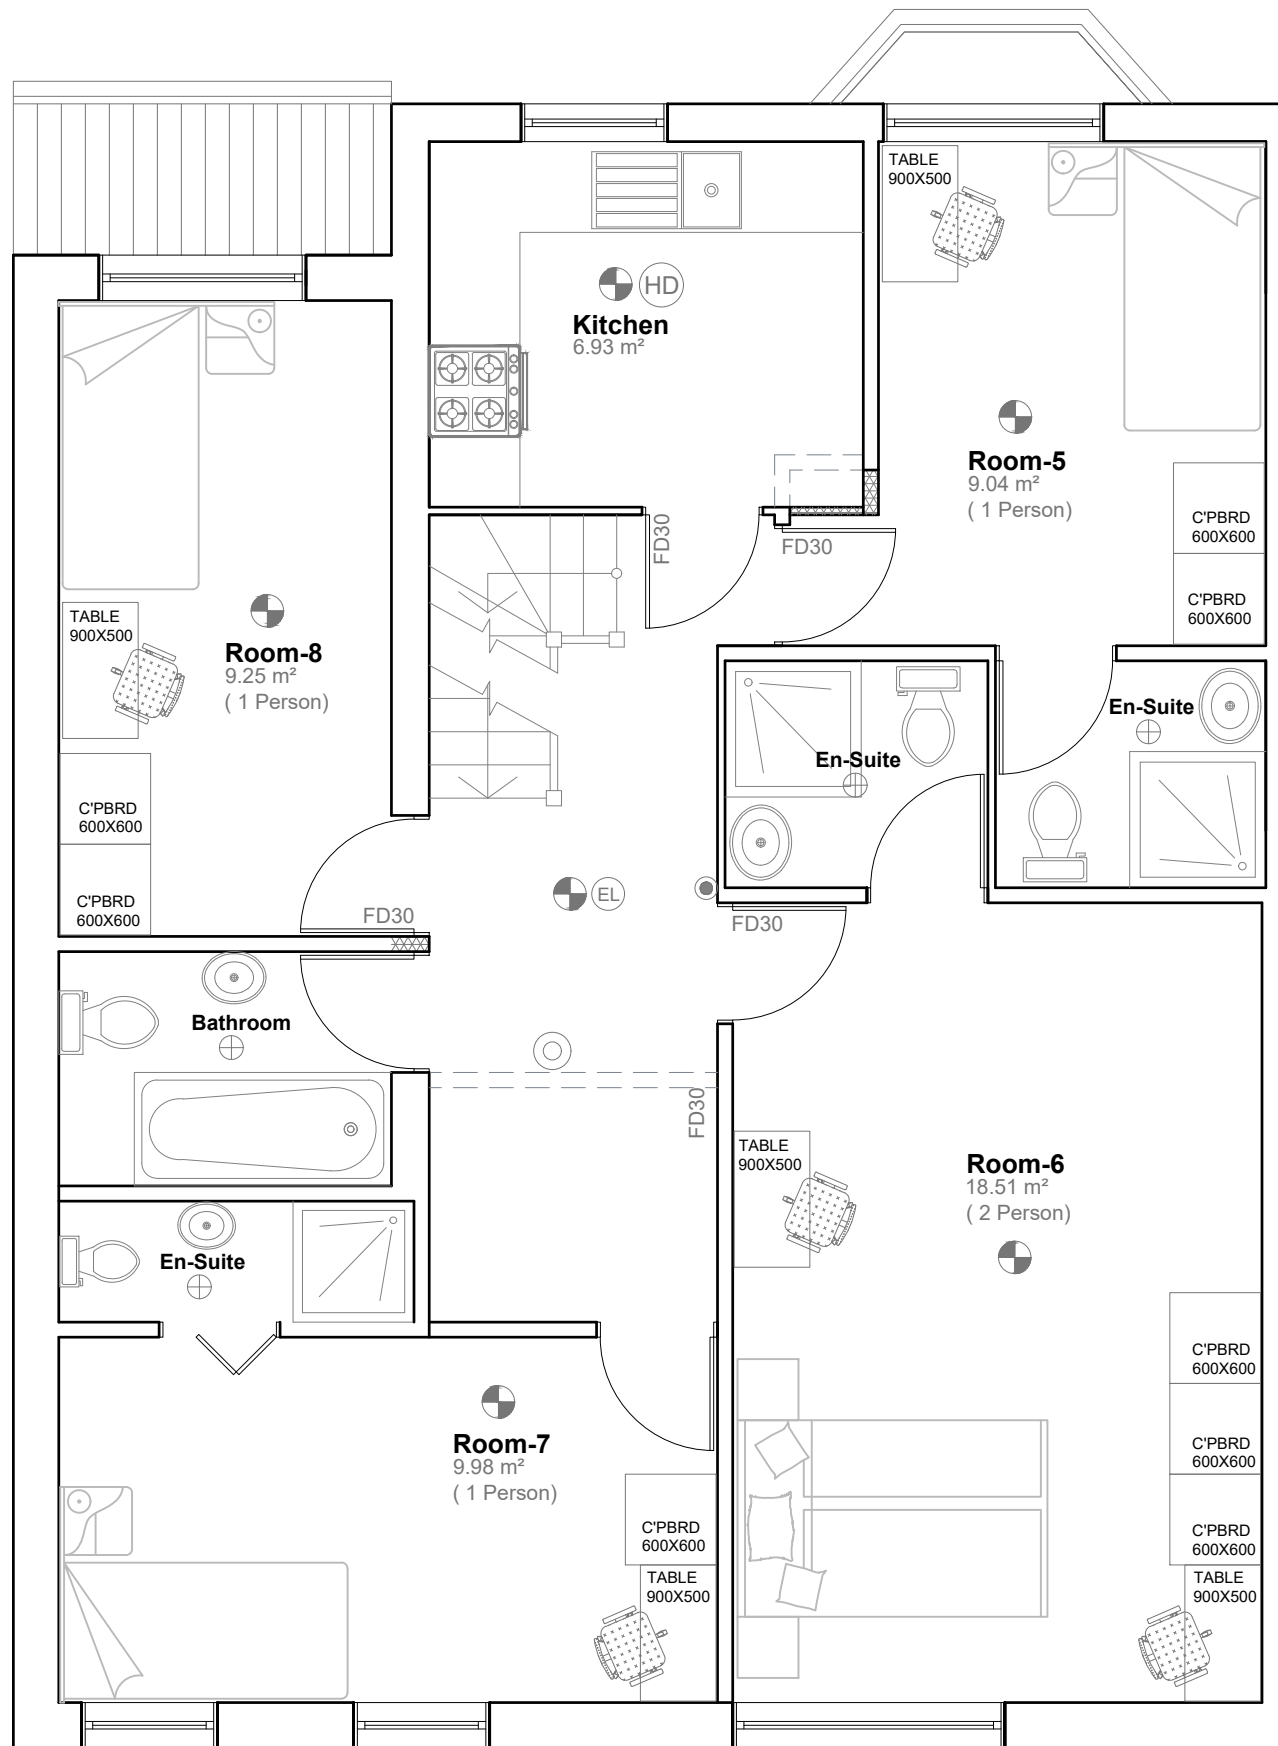 TABLE
900X500
HD
Kitchen
6.93 m²
Room-5
9.04 m²
( 1 Person)
C'PBRD
600X600
C'PBRD
600X600
FD30
FD30
TABLE
900X500
Room-8
9.25 m²
( 1 Person)
En-Suite
En-Suite
C'PBRD
600X600
C'PBRD
600X600
EL
FD30
FD30
Bathroom
FD30
TABLE
900X500
Room-6
18.51 m²
( 2 Person)
En-Suite
C'PBRD
600X600
C'PBRD
600X600
C'PBRD
600X600
Room-7
9.98 m²
( 1 Person)
C'PBRD
600X600
TABLE
900X500
TABLE
900X500